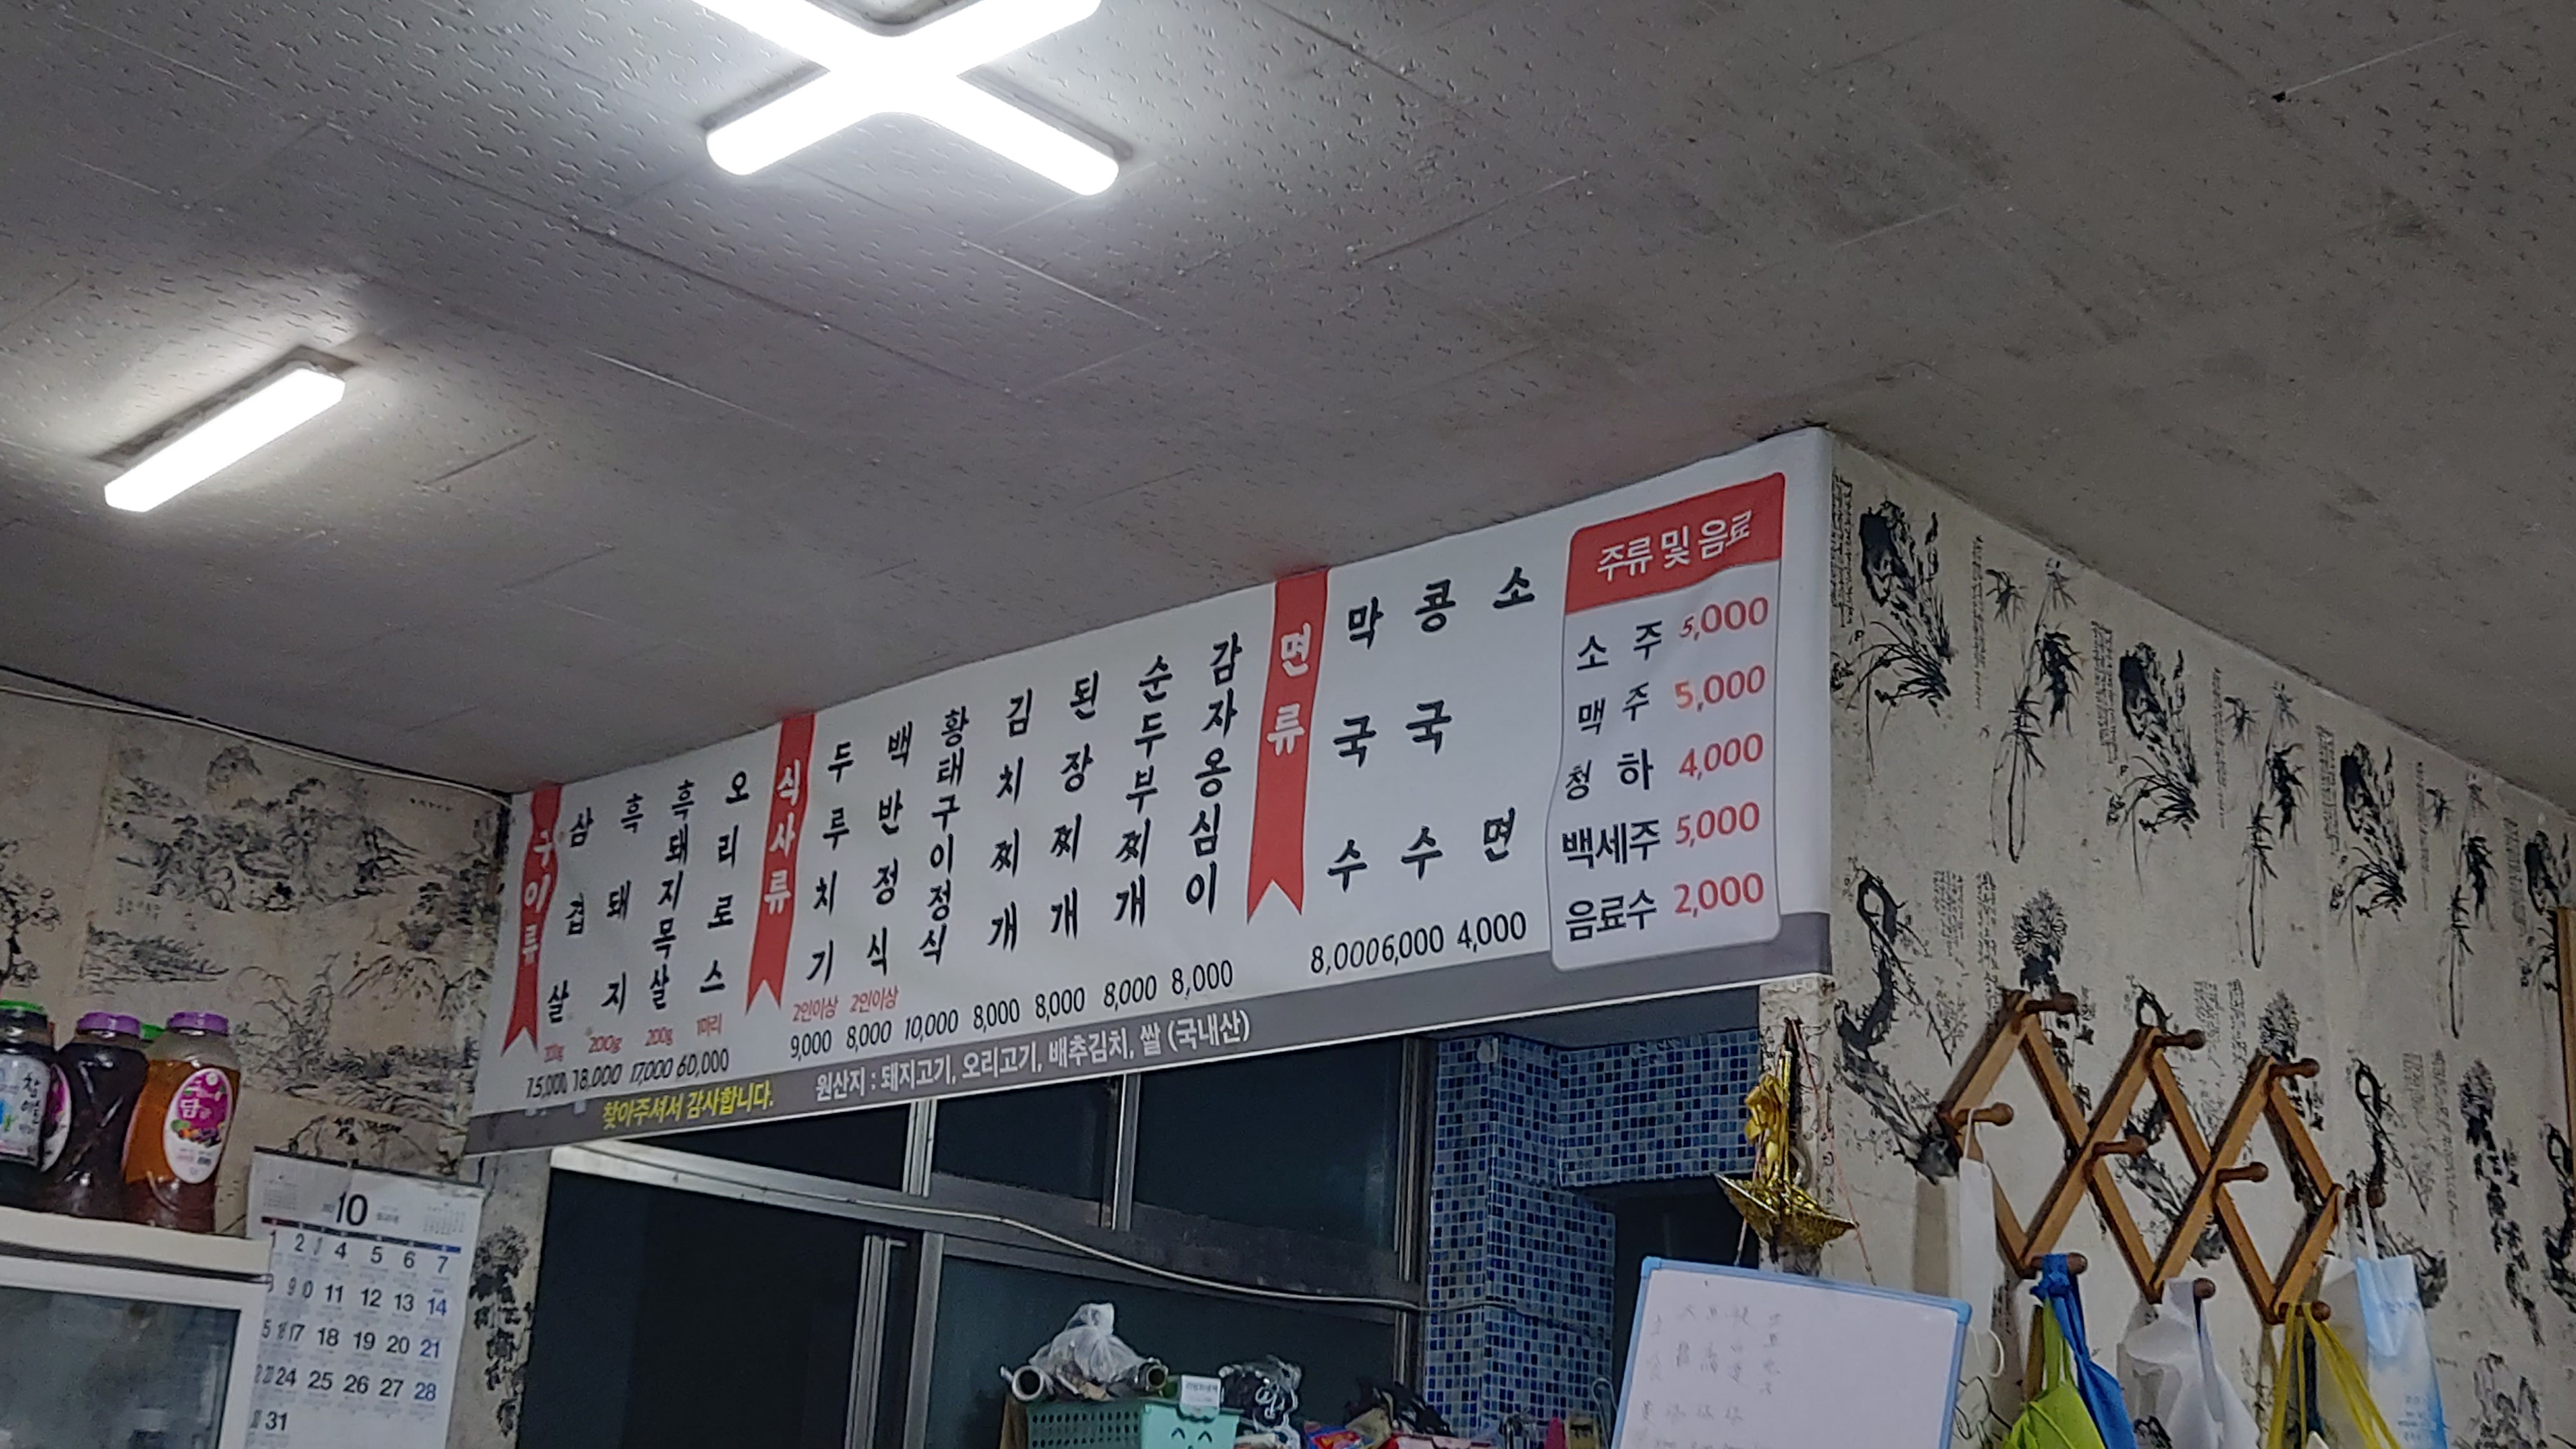 구이류
삼겹살 200g 15,000
흑돼지 200g 18,000
흑돼지목살 200g 17,000
오리로스 1마리 60,000
식사류
두루치기 2인이상 9,000
백반정식 2인이상 8,000
황태구이정식 10,000
김치찌개 8,000
된장찌개 8,000
순두부찌개 8,000
감자옹심이 8,000
면류
막국수 8,000
콩국수 6,000
소면 4,000
주류 및 음료
소주 5,000
맥주 5,000
청하 4,000
백세주 5,000
음료수 2,000
찾아주셔서 감사합니다.
원산지 : 돼지고기, 오리고기, 배추김치, 쌀 (국내산)
10
1 2 3 4 5 6 7
8 9 10 11 12 13 14
15 16 17 18 19 20 21
22 23 24 25 26 27 28
31